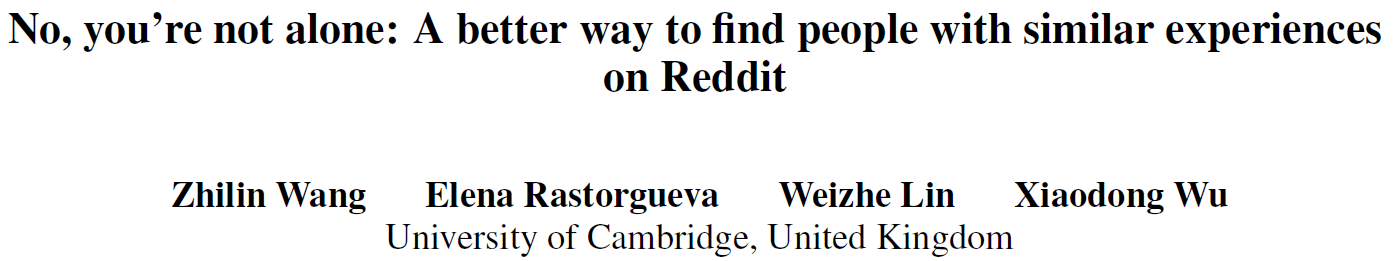 No, you’re not alone: A better way to find people with similar experiences
on Reddit
Zhilin Wang Elena Rastorgueva Weizhe Lin Xiaodong Wu
University of Cambridge, United Kingdom